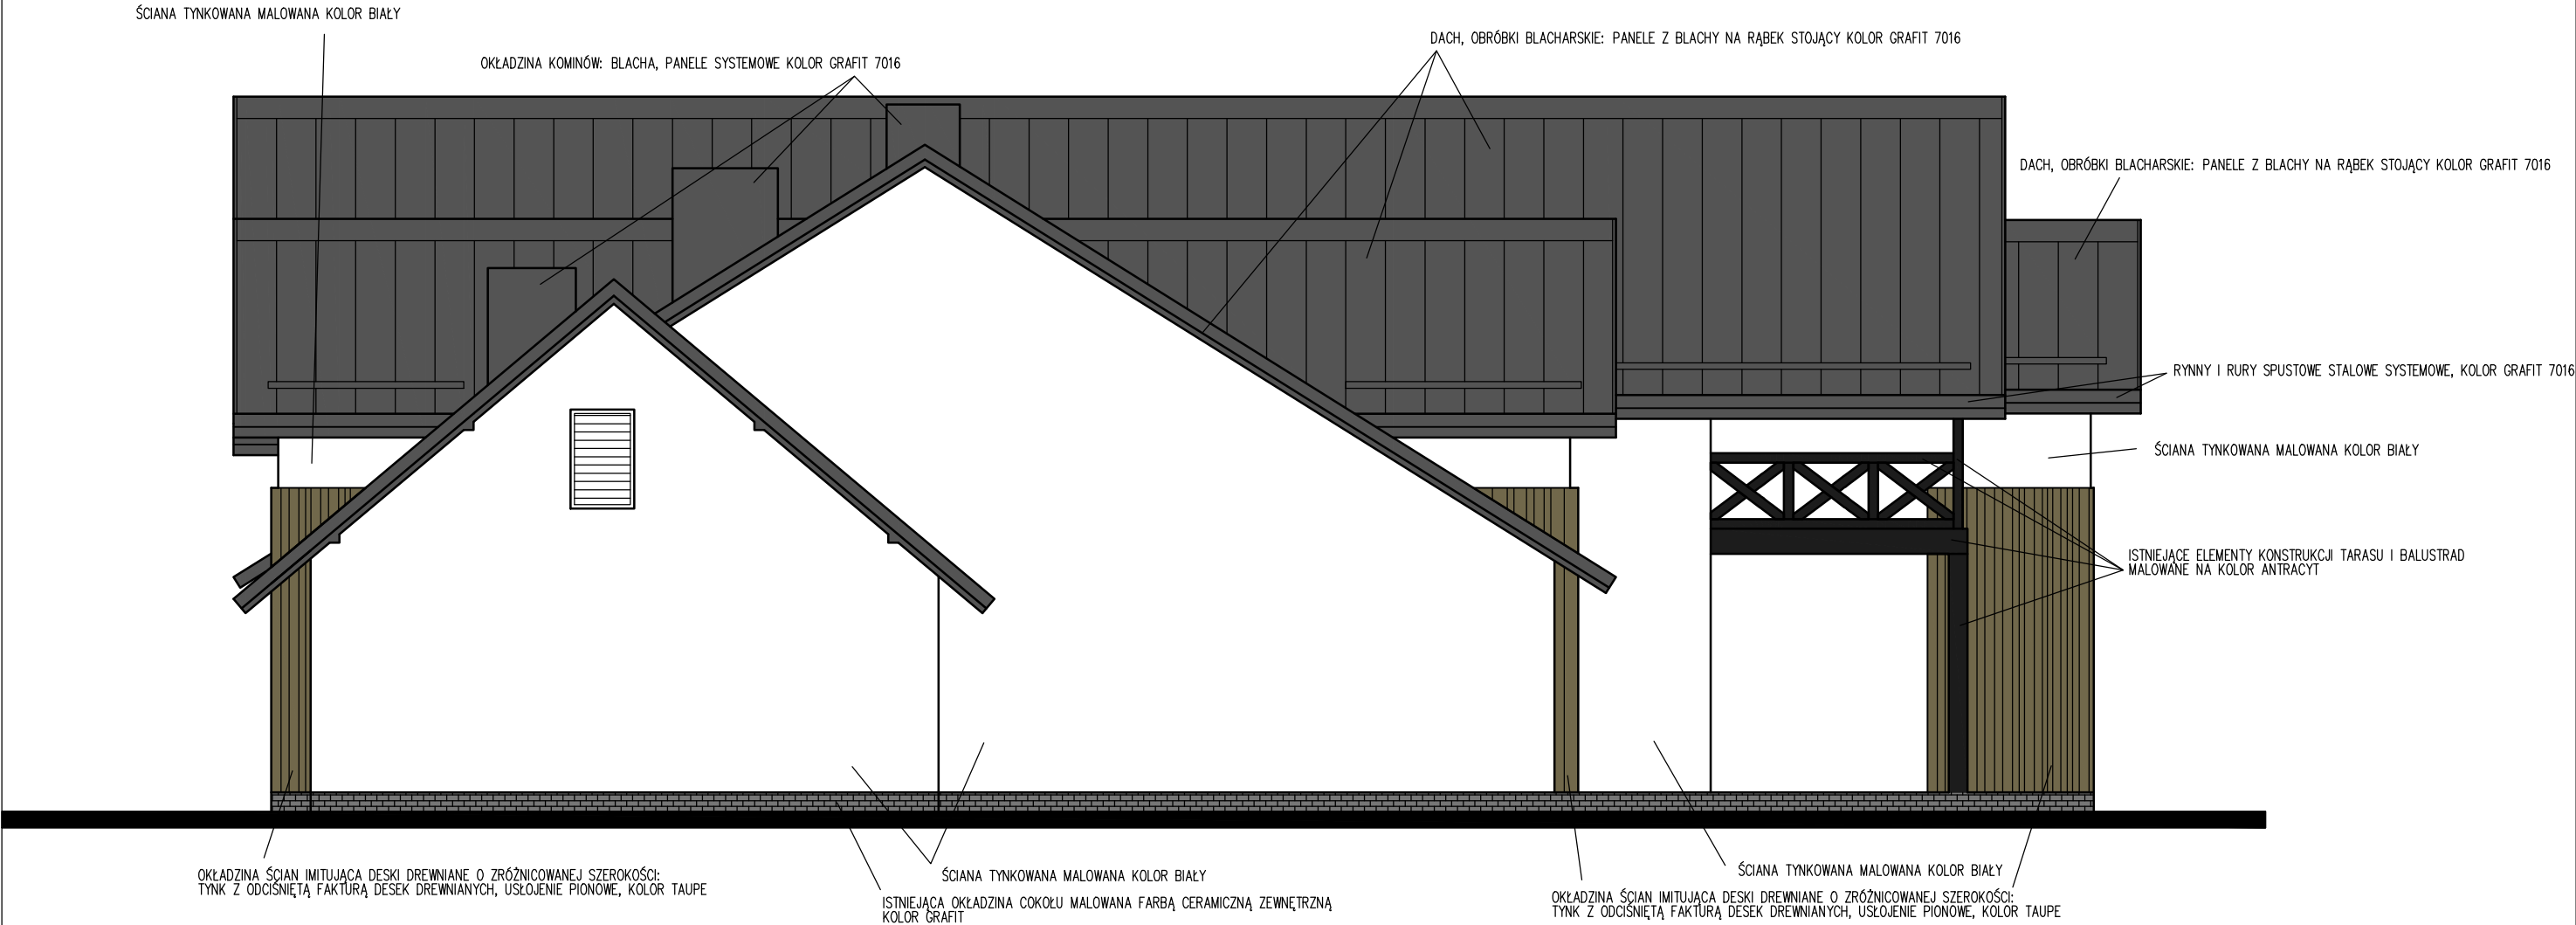 ŚCIANA TYNKOWANA MALOWANA KOLOR BIAŁY
OKŁADZINA KOMINÓW: BLACHA, PANELE SYSTEMOWE KOLOR GRAFIT 7016
DACH, OBRÓBKI BLACHARSKIE: PANELE Z BLACHY NA RĄBEK STOJĄCY KOLOR GRAFIT 7016
DACH, OBRÓBKI BLACHARSKIE: PANELE Z BLACHY NA RĄBEK STOJĄCY KOLOR GRAFIT 7016
RYNNY I RURY SPUSTOWE STALOWE SYSTEMOWE, KOLOR GRAFIT 7016
ŚCIANA TYNKOWANA MALOWANA KOLOR BIAŁY
ISTNIEJĄCE ELEMENTY KONSTRUKCJI TARASU I BALUSTRAD
MALOWANE NA KOLOR ANTRACYT
OKŁADZINA ŚCIAN IMITUJĄCA DESKI DREWNIANE O ZRÓŻNICOWANEJ SZEROKOŚCI:
TYNK Z ODCIŚNIĘTĄ FAKTURĄ DESEK DREWNIANYCH, USŁOJENIE PIONOWE, KOLOR TAUPE
ŚCIANA TYNKOWANA MALOWANA KOLOR BIAŁY
ISTNIEJĄCA OKŁADZINA COKOŁU MALOWANA FARBĄ CERAMICZNĄ ZEWNĘTRZNĄ
KOLOR GRAFIT
ŚCIANA TYNKOWANA MALOWANA KOLOR BIAŁY
OKŁADZINA ŚCIAN IMITUJĄCA DESKI DREWNIANE O ZRÓŻNICOWANEJ SZEROKOŚCI:
TYNK Z ODCIŚNIĘTĄ FAKTURĄ DESEK DREWNIANYCH, USŁOJENIE PIONOWE, KOLOR TAUPE